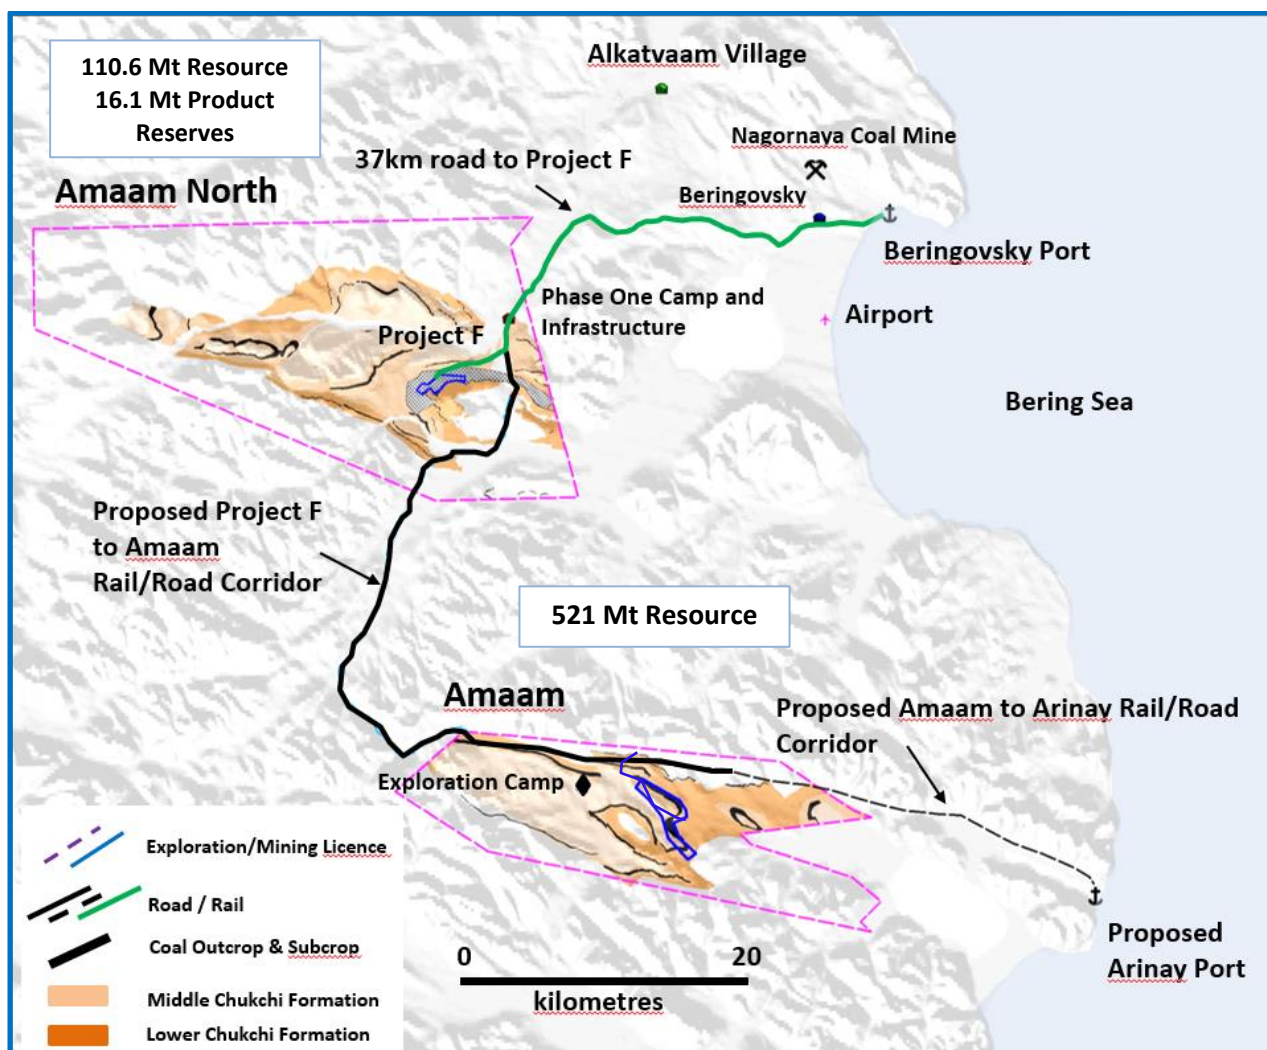 110.6 Mt Resource
16.1 Mt Product
Reserves
Alkatvaam Village
Nagornaya Coal Mine
37km road to Project F
Amaam North
Beringovsky
Beringovsky Port
Phase One Camp and
Infrastructure
Airport
Project F
Bering Sea
Proposed Project F
to Amaam
Rail/Road Corridor
521 Mt Resource
Amaam
Proposed Amaam to Arinay Rail/Road
Corridor
Exploration Camp
Exploration/Mining Licence
Road / Rail
Coal Outcrop & Subcrop
Middle Chukchi Formation
Lower Chukchi Formation
0 20
kilometres
Proposed
Arinay Port